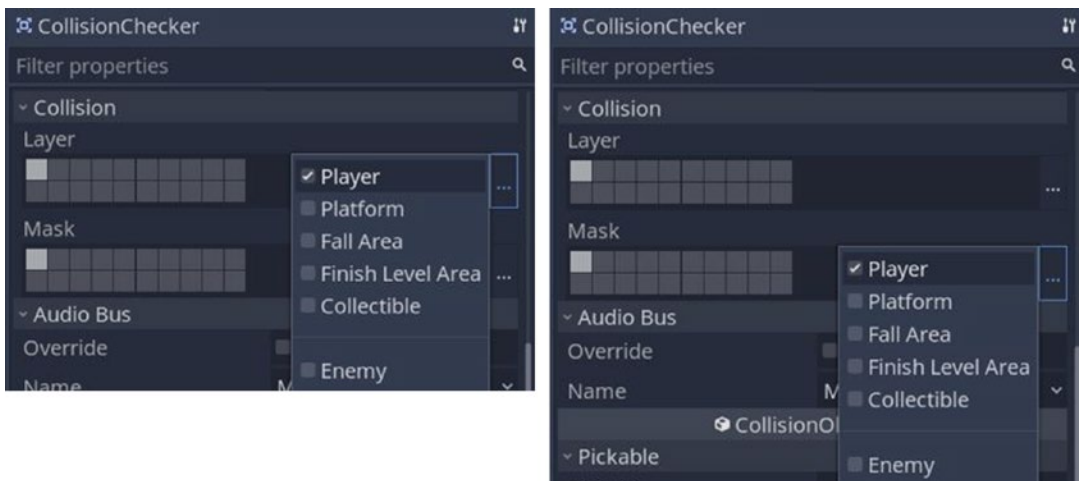 CollisionChecker
Filter properties
Collision
Layer
Player
...
Platform
Mask
Fall Area
Finish Level Area ...
Collectible
Audio Bus
Override
Enemy
Name
CollisionChecker
Filter properties
Collision
Layer
...
Mask
Player
...
Platform
Audio Bus
Fall Area
Override
Finish Level Area
Name
Collectible
Pickable
Enemy